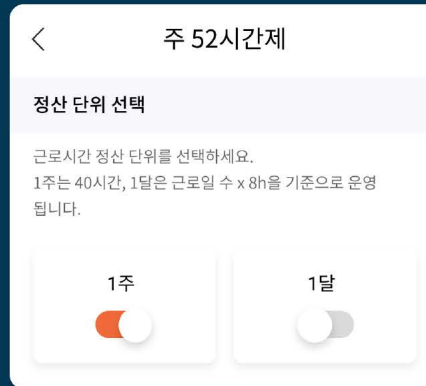 주 52시간제
정산 단위 선택
근로시간 정산 단위를 선택하세요.
1주는 40시간, 1달은 근로일 수 x 8h을 기준으로 운영
됩니다.
1주
1달